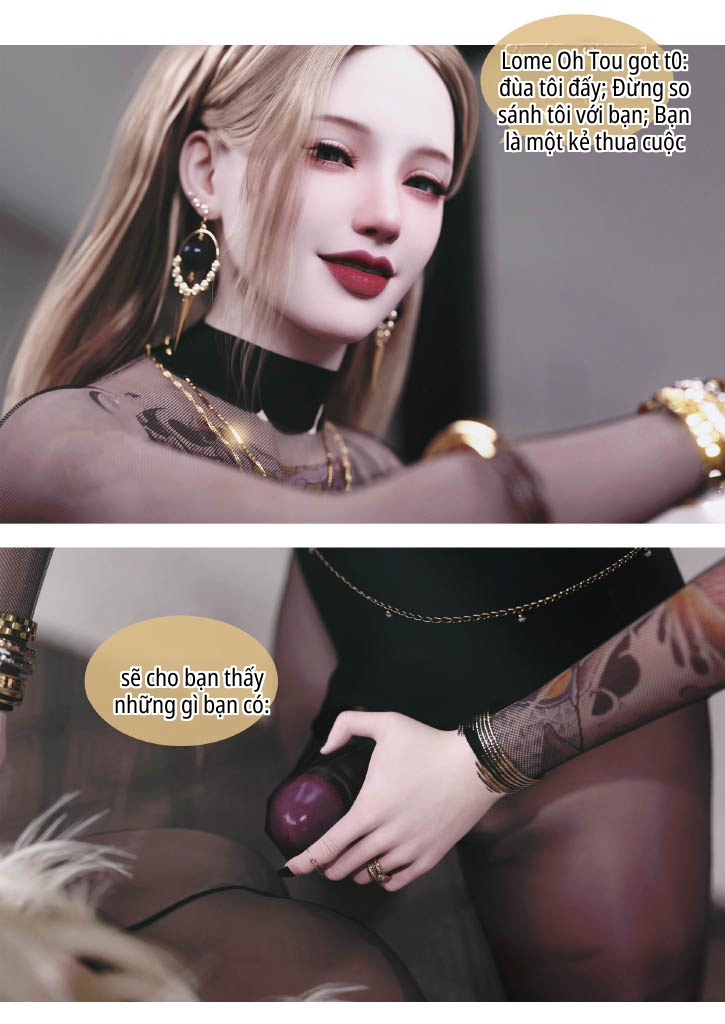 Lome Oh Tou got t0:
đùa tôi đấy; Đừng so
sánh tôi với bạn; Bạn
là một kẻ thua cuộc
sẽ cho bạn thấy
những gì bạn có: